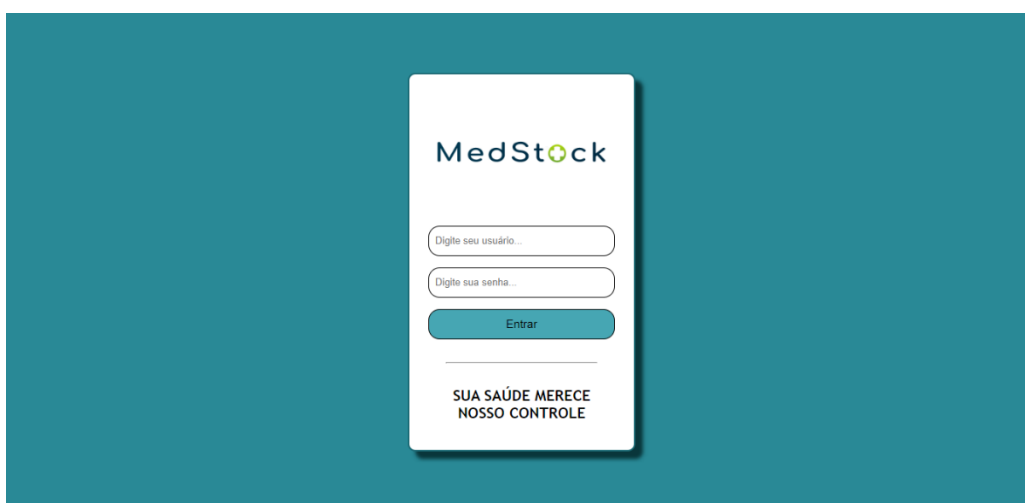 MedStock
Digite seu usuário...
Digite sua senha...
Entrar
SUA SAÚDE MERECE
NOSSO CONTROLE